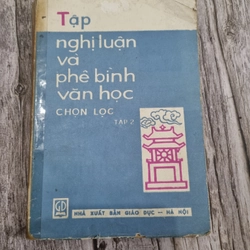 Tập
nghị luận
và
phê bình
văn học
CHỌN LỌC
TẬP 2
NHÀ XUẤT BẢN GIÁO DỤC – HÀ NỘI